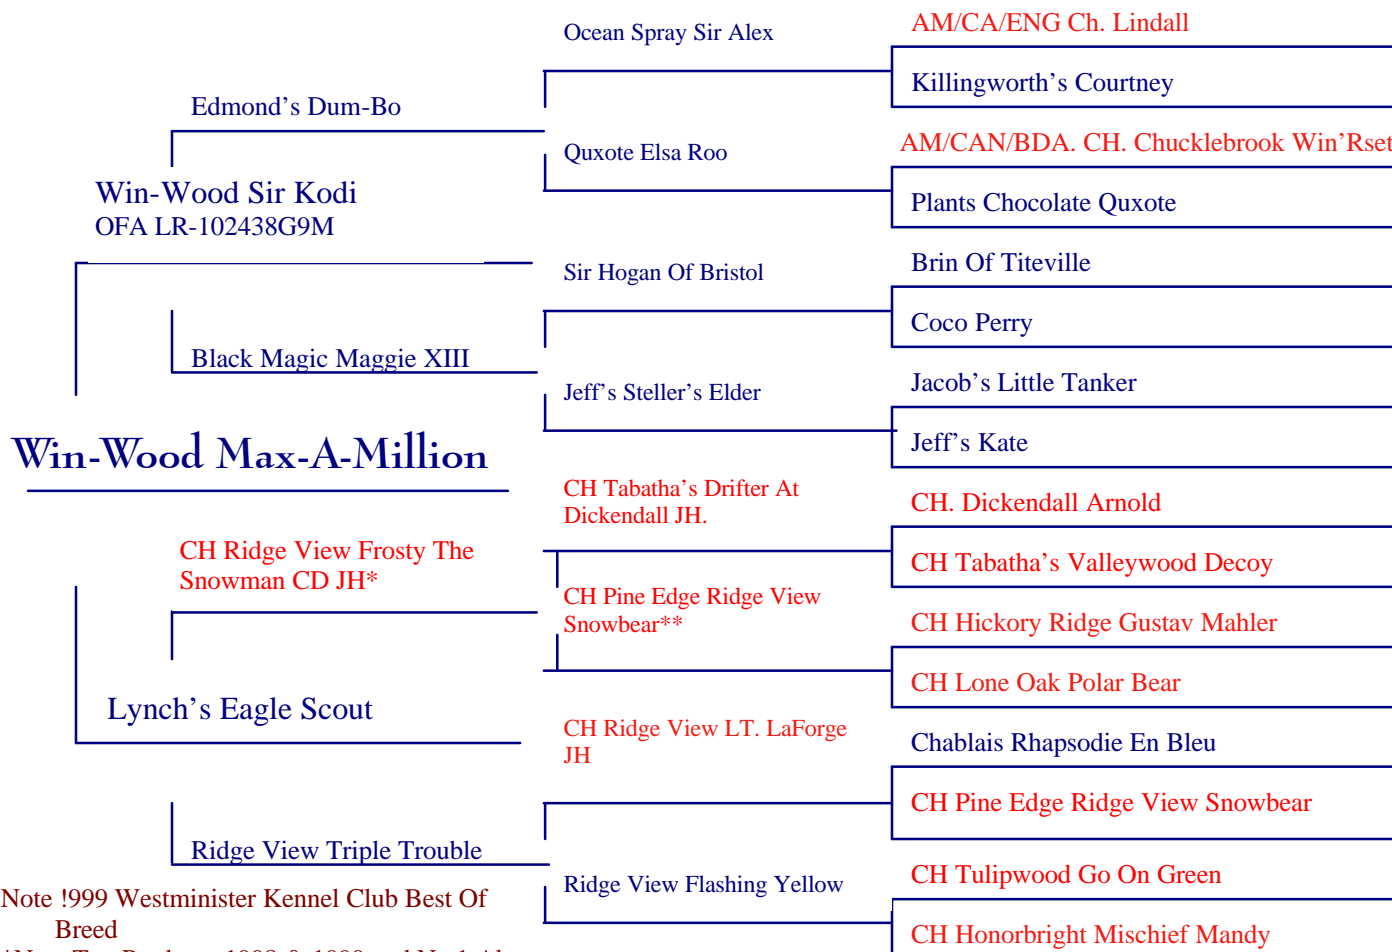 Ocean Spray Sir Alex
AM/CA/ENG Ch. Lindall
Killingworth's Courtney
Edmond's Dum-Bo
Quxote Elsa Roo
AM/CAN/BDA. CH. Chucklebrook Win'Rset
Plants Chocolate Quxote
Win-Wood Sir Kodi
OFA LR-102438G9M
Sir Hogan Of Bristol
Brin Of Titeville
Coco Perry
Black Magic Maggie XIII
Jeff's Steller's Elder
Jacob's Little Tanker
Jeff's Kate
Win-Wood Max-A-Million
CH Tabatha's Drifter At
Dickendall JH.
CH. Dickendall Arnold
CH Tabatha's Valleywood Decoy
CH Ridge View Frosty The
Snowman CD JH*
CH Pine Edge Ridge View
Snowbear**
CH Hickory Ridge Gustav Mahler
CH Lone Oak Polar Bear
Lynch's Eagle Scout
CH Ridge View LT. LaForge
JH
Chablais Rhapsodie En Bleu
CH Pine Edge Ridge View Snowbear
Ridge View Triple Trouble
Ridge View Flashing Yellow
CH Tulipwood Go On Green
CH Honorbright Mischief Mandy
Note !999 Westminister Kennel Club Best Of
Breed